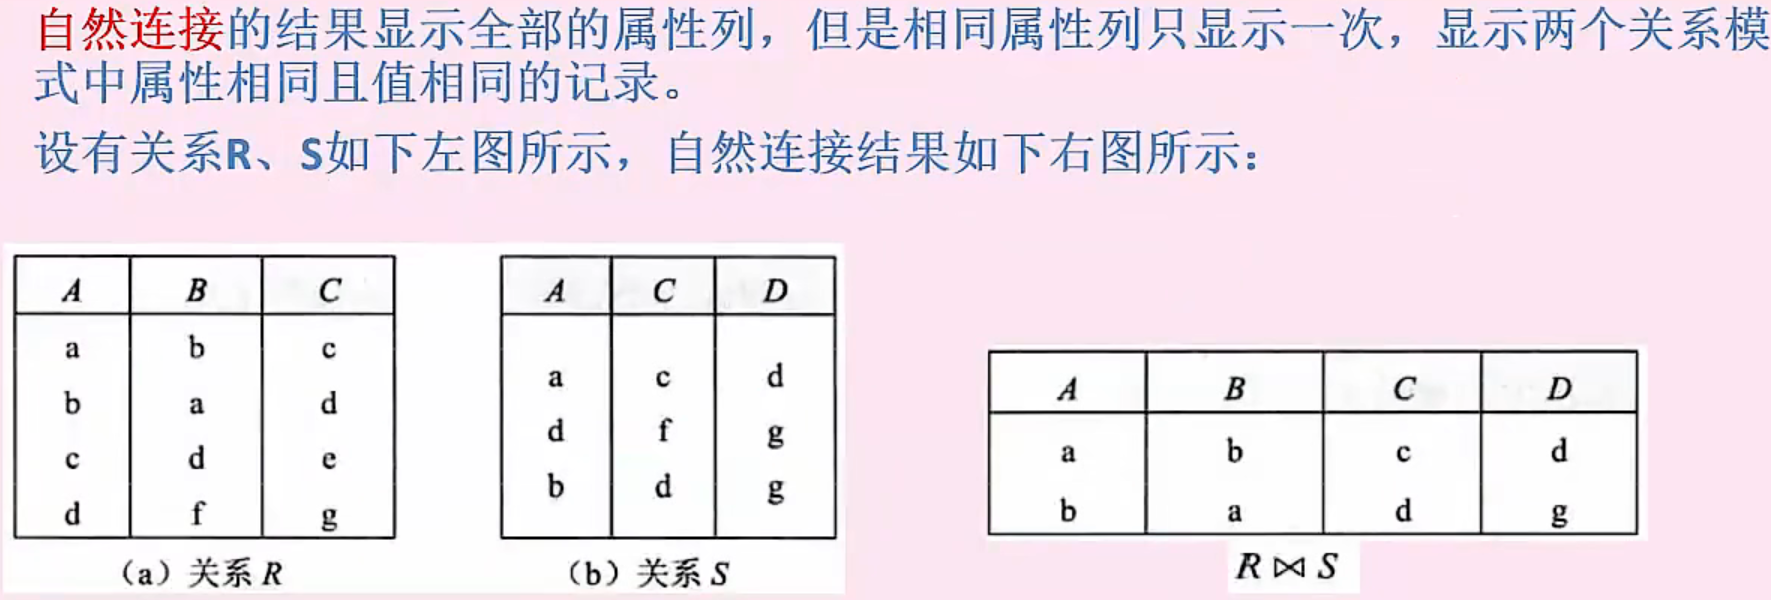 自然连接的结果显示全部的属性列，但是相同属性列只显示一次，显示两个关系模
式中属性相同且值相同的记录。
设有关系R、S如下左图所示，自然连接结果如下右图所示：
A B C
a b c
b a d
c d e
d f g
（a）关系 R
A C D
a c d
d f g
b d g
（b）关系 S
A B C D
a b c d
b a d g
R ⋈ S